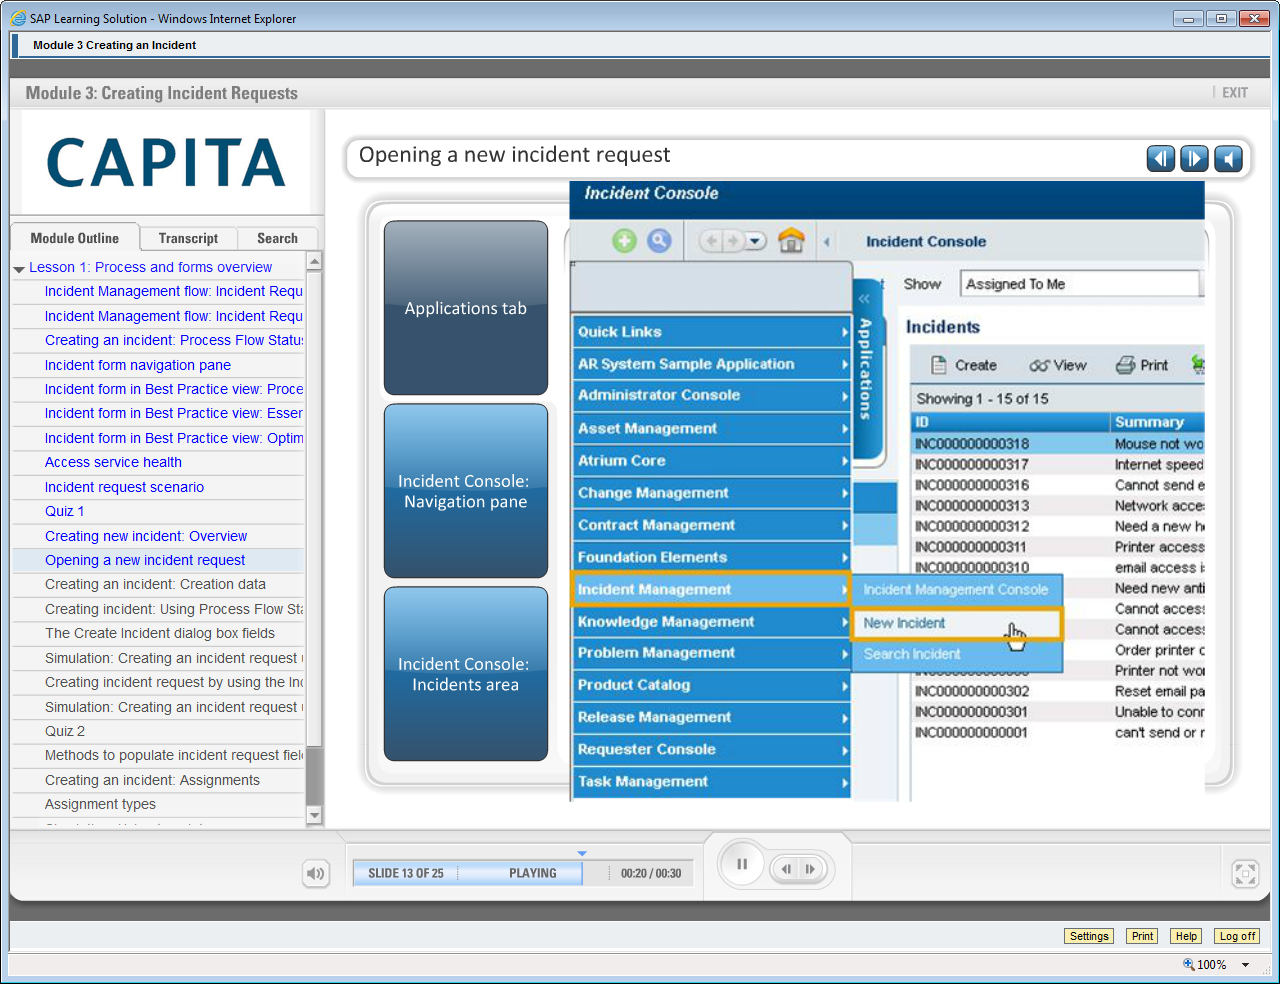 SAP Learning Solution - Windows Internet Explorer
Module 3 Creating an Incident
Module 3: Creating Incident Requests
EXIT
CAPITA
Opening a new incident request
Module Outline
Transcript
Search
Lesson 1: Process and forms overview
Incident Management flow: Incident Requ
Incident Management flow: Incident Requ
Creating an incident: Process Flow Statu
Incident form navigation pane
Incident form in Best Practice view: Proce
Incident form in Best Practice view: Esser
Incident form in Best Practice view: Optim
Access service health
Incident request scenario
Quiz 1
Creating new incident: Overview
Opening a new incident request
Creating an incident: Creation data
Creating incident: Using Process Flow Sta
The Create Incident dialog box fields
Simulation: Creating an incident request
Creating incident request by using the Inc
Simulation: Creating an incident request
Quiz 2
Methods to populate incident request fiel
Creating an incident: Assignments
Assignment types
Applications tab
Incident Console:
Navigation pane
Incident Console:
Incidents area
Incident Console
Incident Console
Show
Assigned To Me
Applications
Incidents
Create
View
Print
Showing 1 - 15 of 15
ID
Summary
INC000000000318
Mouse not wo
INC000000000317
Internet speed
INC000000000316
Cannot send e
INC000000000313
Network acce
INC000000000312
Need a new h
INC000000000311
Printer access
INC000000000310
email access i
Need new anti
Cannot access
Cannot access
Order printer c
Printer not wor
INC000000000302
Reset email pa
INC000000000301
Unable to conr
INC000000000001
can't send or r
Quick Links
AR System Sample Application
Administrator Console
Asset Management
Atrium Core
Change Management
Contract Management
Foundation Elements
Incident Management
Knowledge Management
Problem Management
Product Catalog
Release Management
Requester Console
Task Management
Incident Management Console
New Incident
Search Incident
SLIDE 13 OF 25
PLAYING
00:20 / 00:30
Settings
Print
Help
Log off
100%